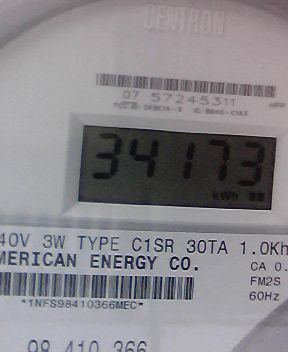 CENTRON
07 57245311
34173
kWh
40V 3W TYPE C1SR 30TA 1.0Kh
MERICAN ENERGY CO.
CA 0.
FM2S
*1NFS98410366MEC*
60Hz
98 410 366